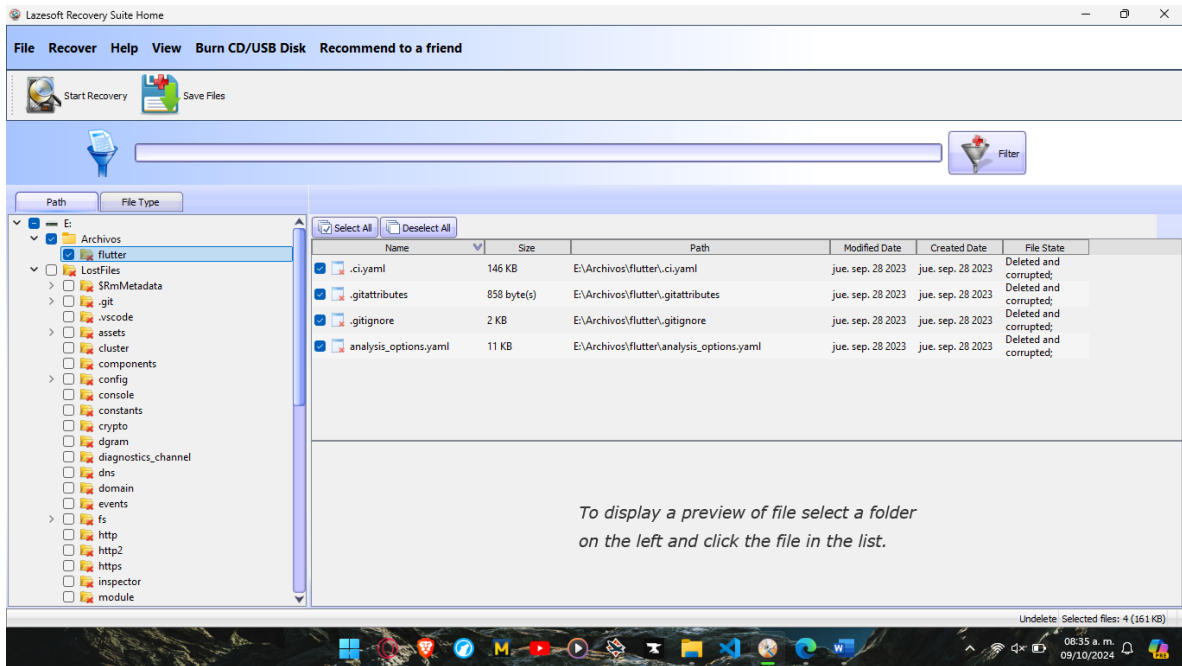 Lazesoft Recovery Suite Home
File Recover Help View Burn CD/USB Disk Recommend to a friend
Start Recovery Save Files
Filter
Path File Type
E:
Archivos
flutter
LostFiles
$RmMetadata
.git
.vscode
assets
cluster
components
config
console
constants
crypto
dgram
diagnostics_channel
dns
domain
events
fs
http
http2
https
inspector
module
Select All Deselect All
Name Size Path Modified Date Created Date File State
.ci.yaml 146 KB E:\Archivos\flutter\.ci.yaml jue. sep. 28 2023 jue. sep. 28 2023 Deleted and
corrupted;
.gitattributes 858 byte(s) E:\Archivos\flutter\.gitattributes jue. sep. 28 2023 jue. sep. 28 2023 Deleted and
corrupted;
.gitignore 2 KB E:\Archivos\flutter\.gitignore jue. sep. 28 2023 jue. sep. 28 2023 Deleted and
corrupted;
analysis_options.yaml 11 KB E:\Archivos\flutter\analysis_options.yaml jue. sep. 28 2023 jue. sep. 28 2023 Deleted and
corrupted;
To display a preview of file select a folder
on the left and click the file in the list.
Undelete Selected files: 4 (161 KB)
08:35 a. m.
09/10/2024
PRE